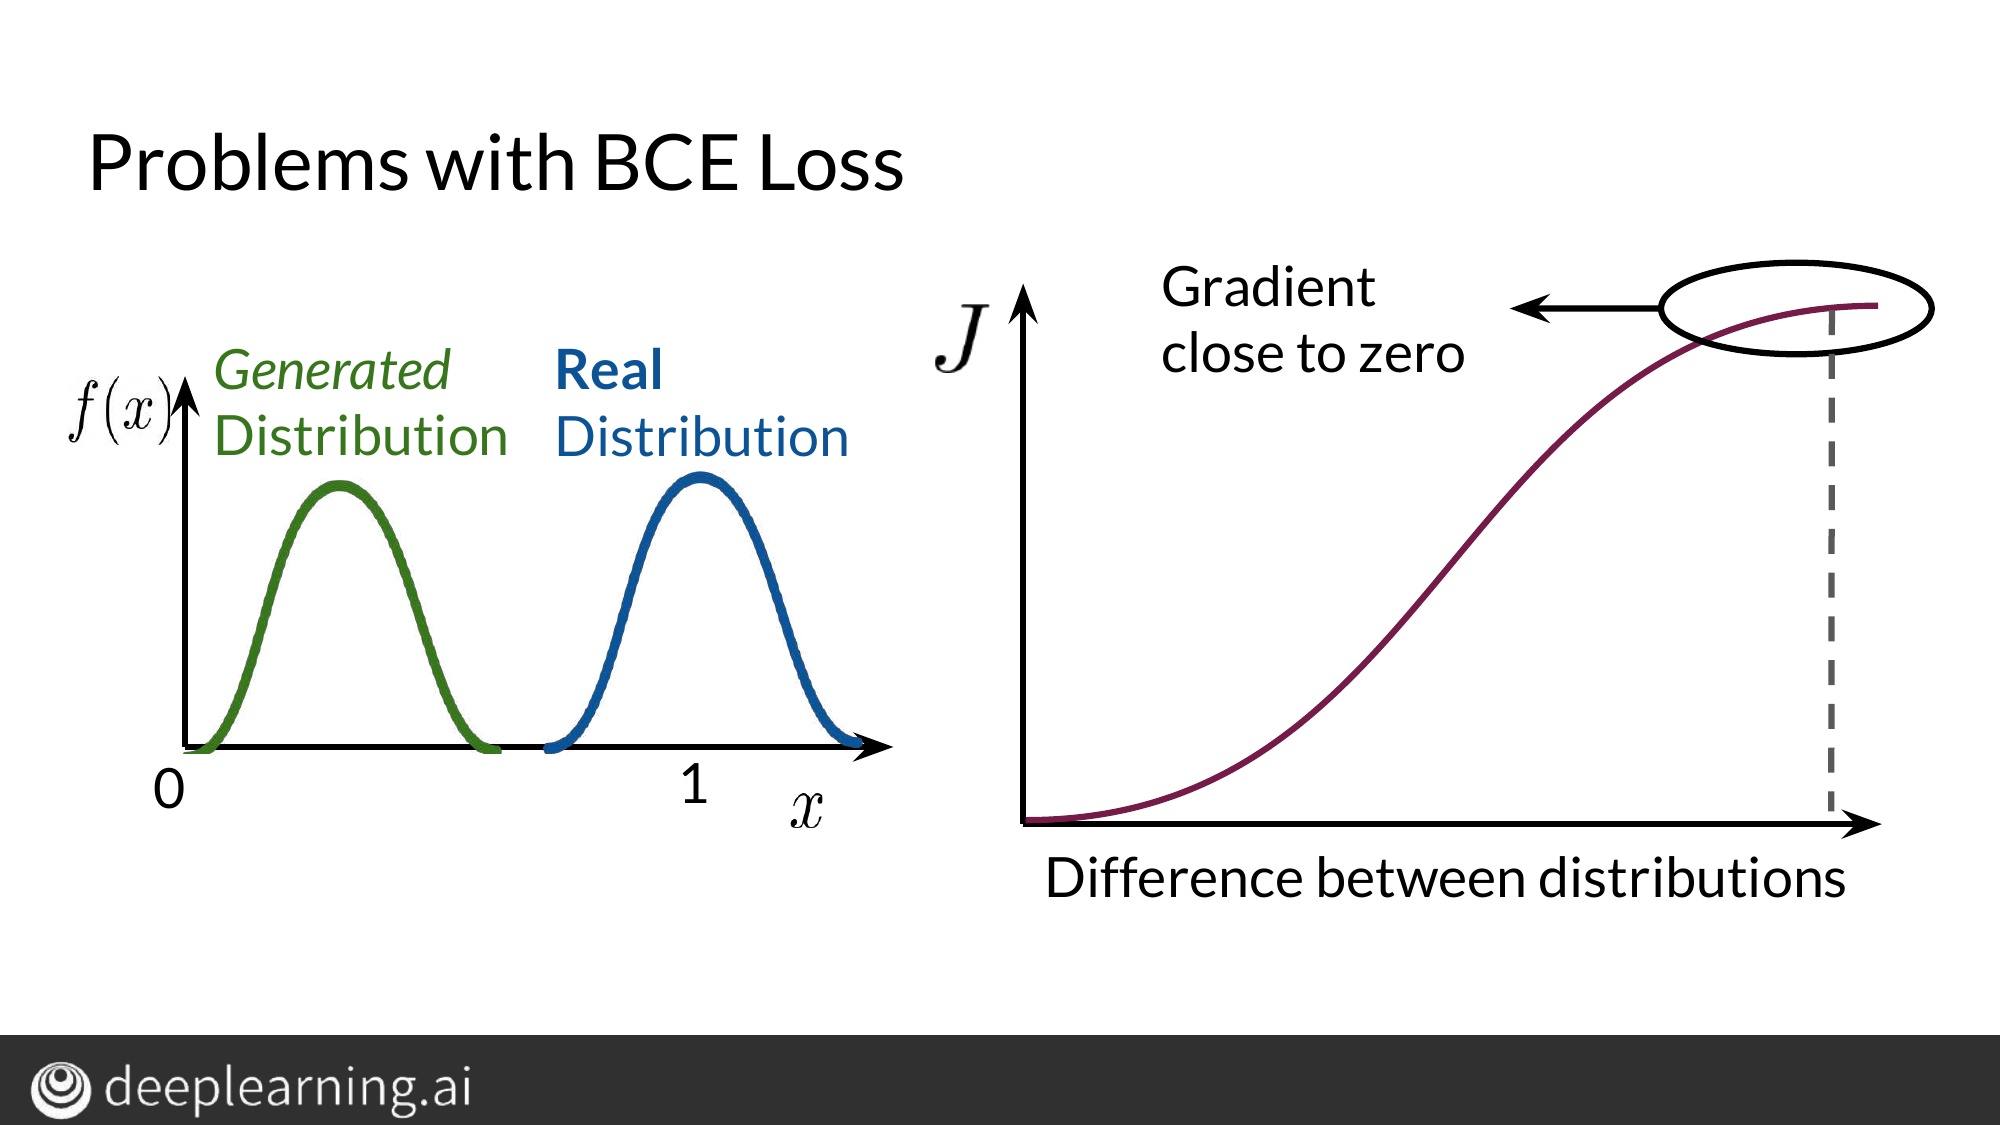 Problems with BCE Loss
f(x)
Generated
Distribution
Real
Distribution
0
1
x
J
Gradient
close to zero
Difference between distributions
deeplearning.ai